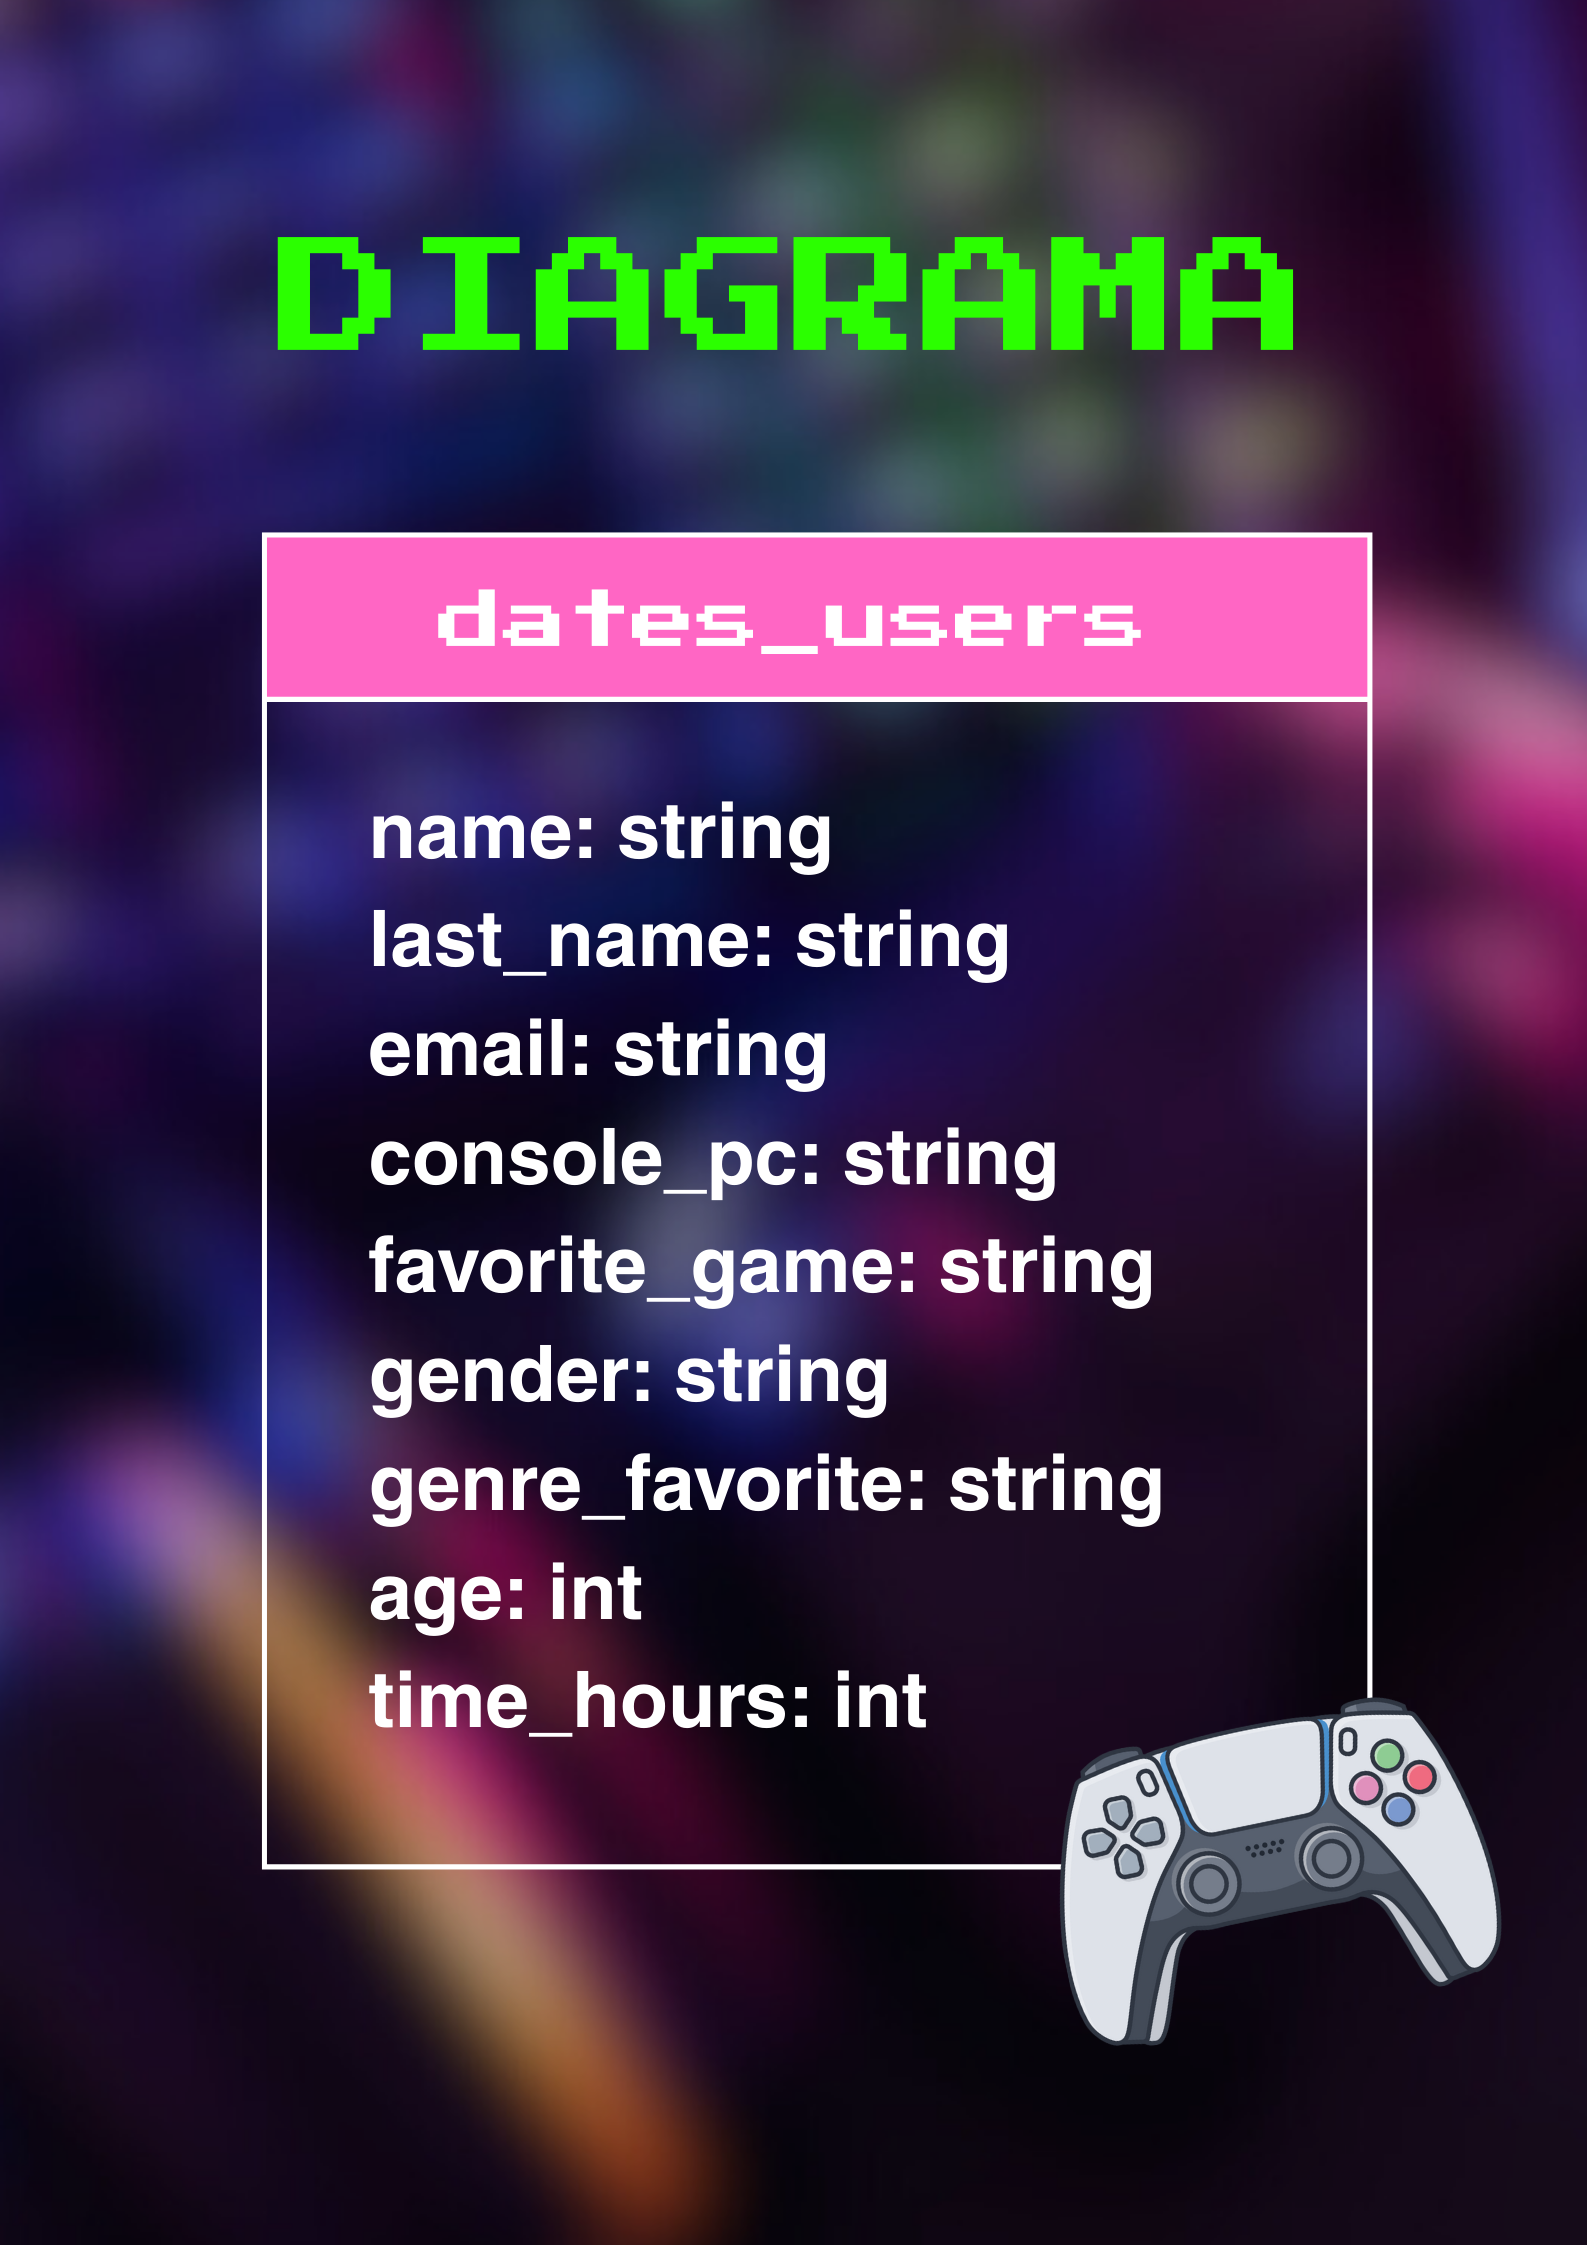 DIAGRAMA
dates_users
name: string
last_name: string
email: string
console_pc: string
favorite_game: string
gender: string
genre_favorite: string
age: int
time_hours: int